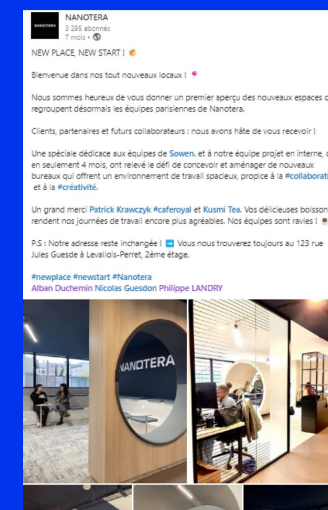 NANOTERA
NANOTERA
3 295 abonnés
7 mois •
NEW PLACE, NEW START !
Bienvenue dans nos tout nouveaux locaux !
Nous sommes heureux de vous donner un premier aperçu des nouveaux espaces
regroupent désormais les équipes parisiennes de Nanotera.
Clients, partenaires et futurs collaborateurs : nous avons hâte de vous recevoir !
Une spéciale dédicace aux équipes de Sowen. et à notre équipe projet en interne,
en seulement 4 mois, ont relevé le défi de concevoir et aménager de nouveaux
bureaux qui offrent un environnement de travail spacieux, propice à la #collaborati
et à la #créativité.
Un grand merci Patrick Krawczyk #caferoyal et Kusmi Tea. Vos délicieuses boisson
rendent nos journées de travail encore plus agréables. Nos équipes sont ravies !
P.S : Notre adresse reste inchangée ! Vous nous trouverez toujours au 123 rue
Jules Guesde à Levallois-Perret, 2ème étage.
#newplace #newstart #Nanotera
Alban Duchemin Nicolas Guesdon Philippe LANDRY
NANOTERA